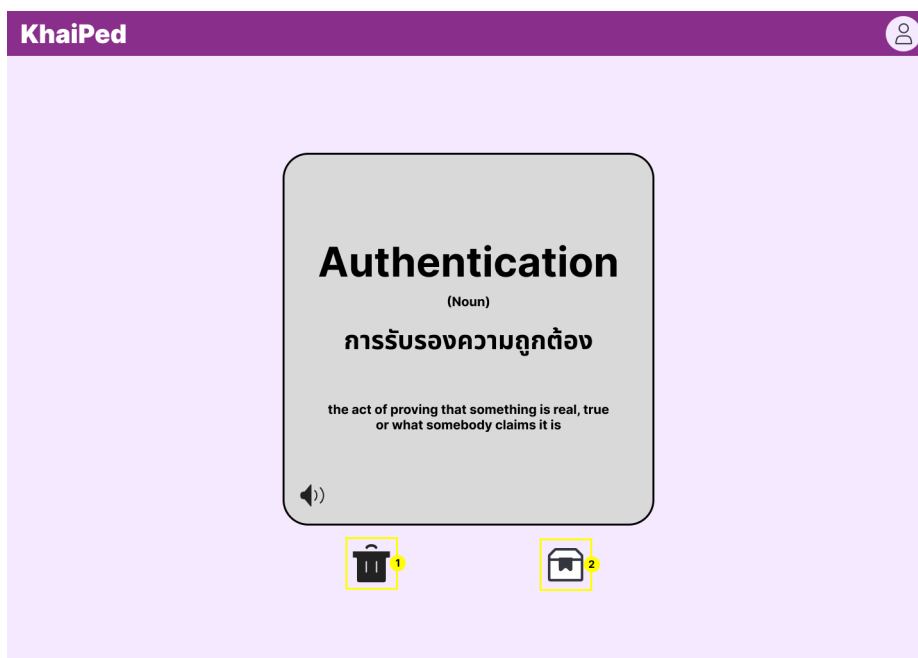 KhaiPed
Authentication
(Noun)
การรับรองความถูกต้อง
the act of proving that something is real, true
or what somebody claims it is
1
2